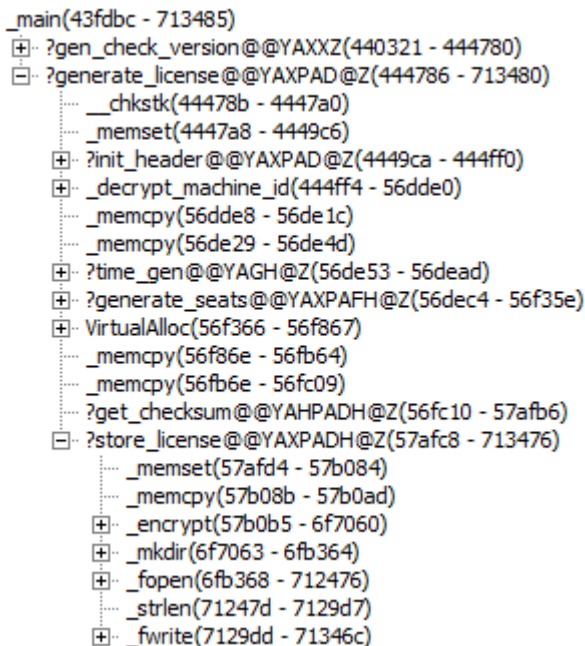 _main(43fdbc - 713485)
?gen_check_version@@YAXXZ(440321 - 444780)
?generate_license@@YAXPAD@Z(444786 - 713480)
__chkstk(44478b - 4447a0)
_memset(4447a8 - 4449c6)
?init_header@@YAXPAD@Z(4449ca - 444ff0)
_decrypt_machine_id(444ff4 - 56dde0)
_memcpy(56dde8 - 56de1c)
_memcpy(56de29 - 56de4d)
?time_gen@@YAGH@Z(56de53 - 56dead)
?generate_seats@@YAXPAFH@Z(56dec4 - 56f35e)
VirtualAlloc(56f366 - 56f867)
_memcpy(56f86e - 56fb64)
_memcpy(56fb6e - 56fc09)
?get_checksum@@YAHPADH@Z(56fc10 - 57afb6)
?store_license@@YAXPADH@Z(57afc8 - 713476)
_memset(57afd4 - 57b084)
_memcpy(57b08b - 57b0ad)
_encrypt(57b0b5 - 6f7060)
_mkdir(6f7063 - 6fb364)
_fopen(6fb368 - 712476)
_strlen(71247d - 7129d7)
_fwrite(7129dd - 71346c)